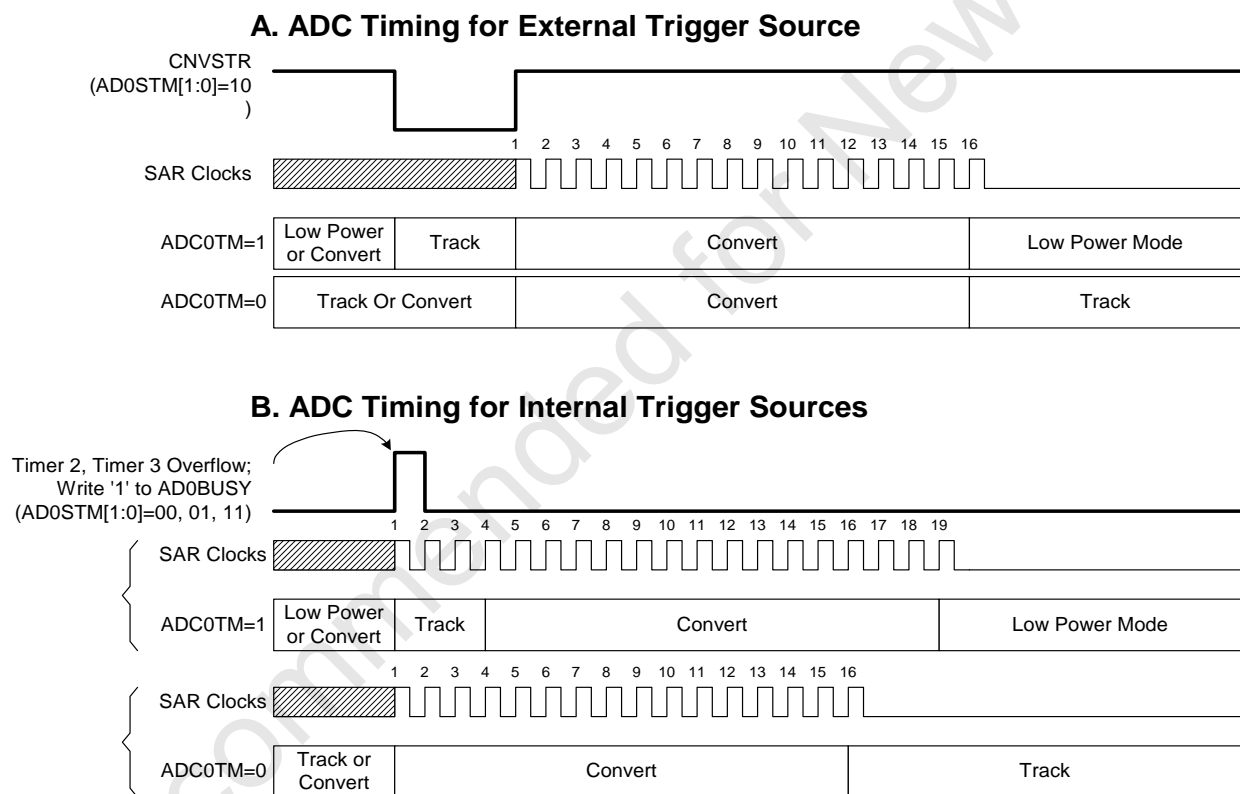 A. ADC Timing for External Trigger Source
CNVSTR
(AD0STM[1:0]=10
)
1 2 3 4 5 6 7 8 9 10 11 12 13 14 15 16
SAR Clocks
ADC0TM=1
Low Power
or Convert
Track
Convert
Low Power Mode
ADC0TM=0
Track Or Convert
Convert
Track
B. ADC Timing for Internal Trigger Sources
Timer 2, Timer 3 Overflow;
Write '1' to AD0BUSY
(AD0STM[1:0]=00, 01, 11)
1 2 3 4 5 6 7 8 9 10 11 12 13 14 15 16 17 18 19
SAR Clocks
ADC0TM=1
Low Power
or Convert
Track
Convert
Low Power Mode
1 2 3 4 5 6 7 8 9 10 11 12 13 14 15 16
SAR Clocks
ADC0TM=0
Track or
Convert
Convert
Track
commended for New